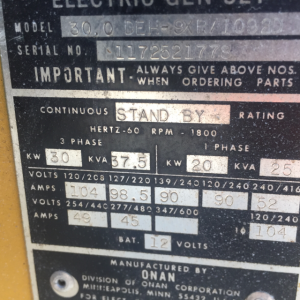 ELECTRIC GEN SET
MODEL
SERIAL NO. 1172521779
IMPORTANT- ALWAYS GIVE ABOVE NOS.
WHEN ORDERING PARTS
CONTINUOUS STAND BY RATING
HERTZ-60 RPM-1800
3 PHASE 1 PHASE
KW 30 KVA 37.5 KW 20 KVA 25
VOLTS 120/208 127/220 139/240 120/240 240/416
AMPS 104 98.5 90 90 52
VOLTS 254/440 277/480 347/600 120/240
AMPS 49 45 1Ø 104
BAT. 12 VOLTS
MANUFACTURED BY
ONAN
DIVISION OF ONAN CORPORATION
MINNEAPOLIS, MINN.